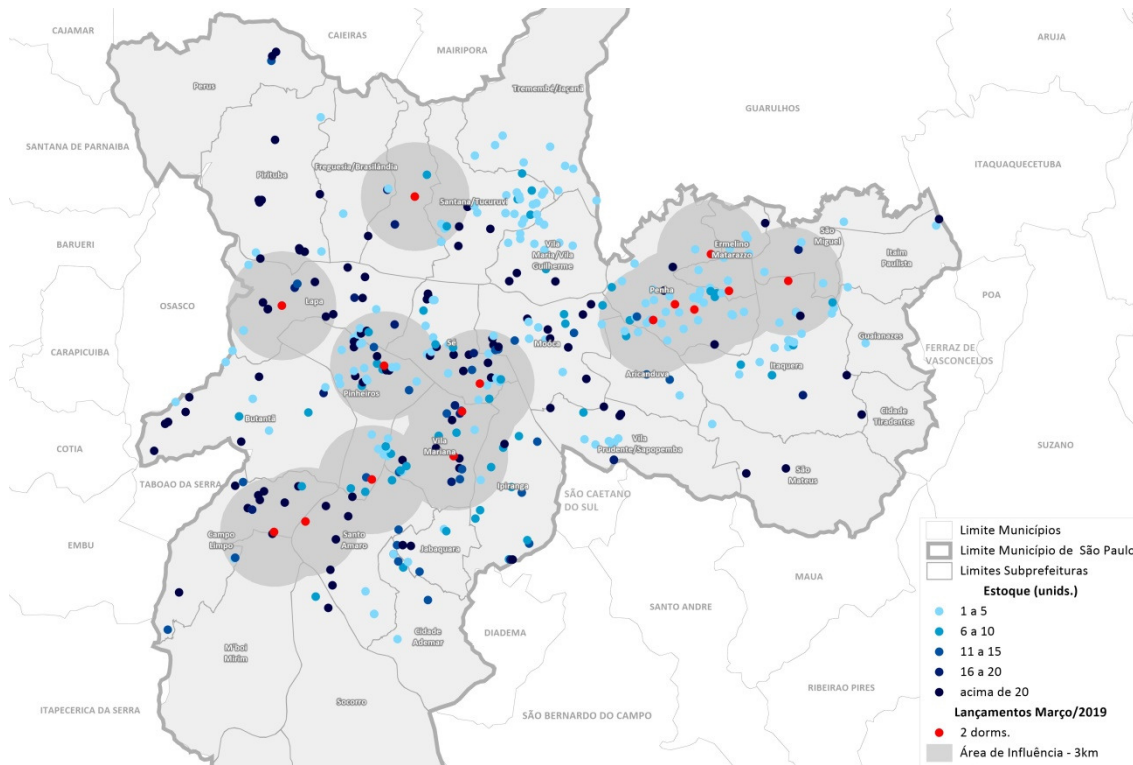 CAJAMAR
CAIEIRAS
MAIRIPORA
ARUJA
Perus
Tremembé/Jaçanã
GUARULHOS
SANTANA DE PARNAIBA
Freguesia/Brasilândia
Pirituba
ITAQUAQUECETUBA
Santana/Tucuruvi
BARUERI
São
Miguel
Ermelino
Matarazzo
Vila
Maria/Vila
Guilherme
Itaim
Paulista
OSASCO
Lapa
Penha
POA
CARAPICUIBA
Sé
Mooca
Guaianazes
FERRAZ DE
VASCONCELOS
Aricanduva
Itaquera
Pinheiros
Butantã
Cidade
Tiradentes
COTIA
Vila
Mariana
Vila
Prudente/Sapopemba
SUZANO
TABOAO DA SERRA
Ipiranga
São
Mateus
SÃO CAETANO
DO SUL
Campo
Limpo
Santo
Amaro
EMBU
Jabaquara
MAUA
SANTO ANDRE
Cidade
Ademar
DIADEMA
M'boi
Mirim
Socorro
RIBEIRAO PIRES
ITAPECERICA DA SERRA
SÃO BERNARDO DO CAMPO
Limite Municípios
Limite Município de São Paulo
Limites Subprefeituras
Estoque (unids.)
1 a 5
6 a 10
11 a 15
16 a 20
acima de 20
Lançamentos Março/2019
2 dorms.
Área de Influência - 3km